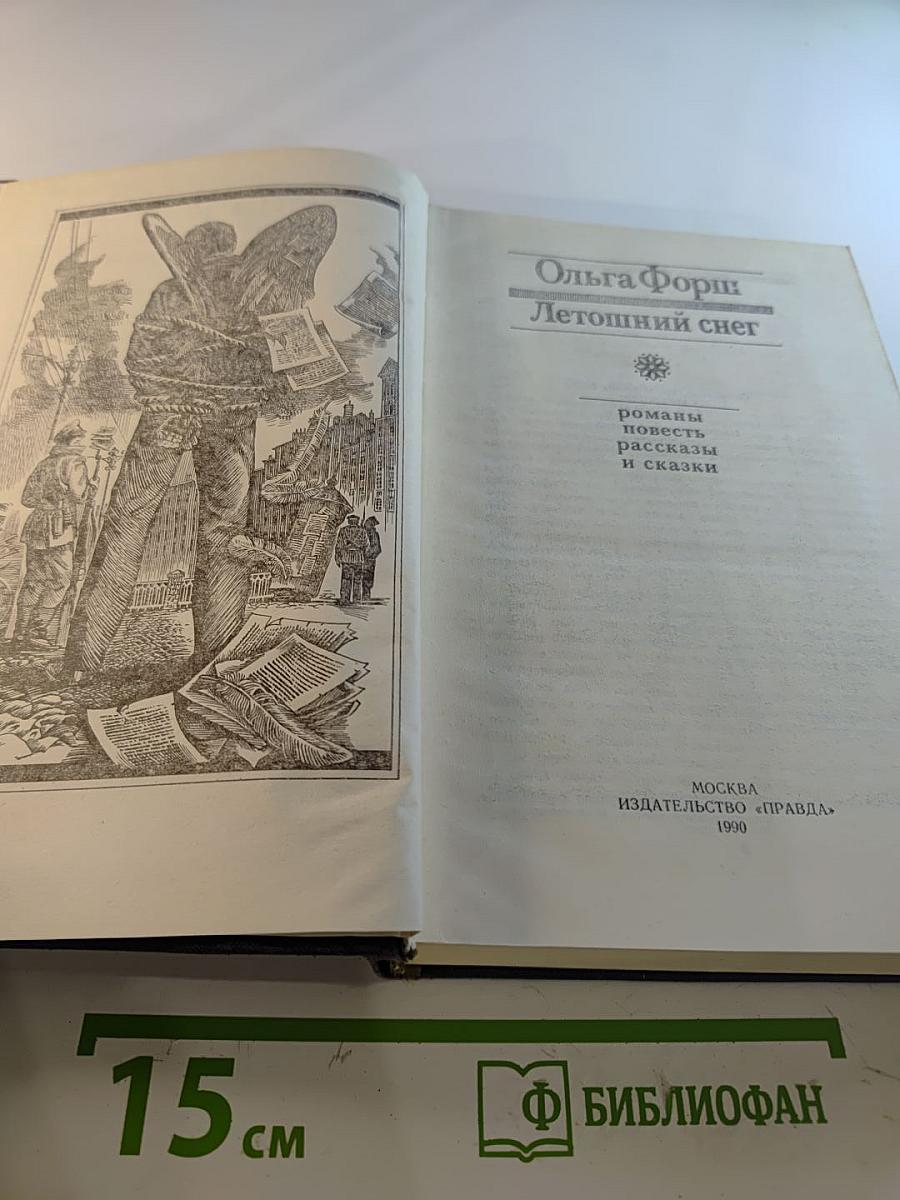 Ольга Форш
Летошний снег
романы
повесть
рассказы
и сказки
МОСКВА
ИЗДАТЕЛЬСТВО «ПРАВДА»
1990
15 см
Ф БИБЛИОФАН